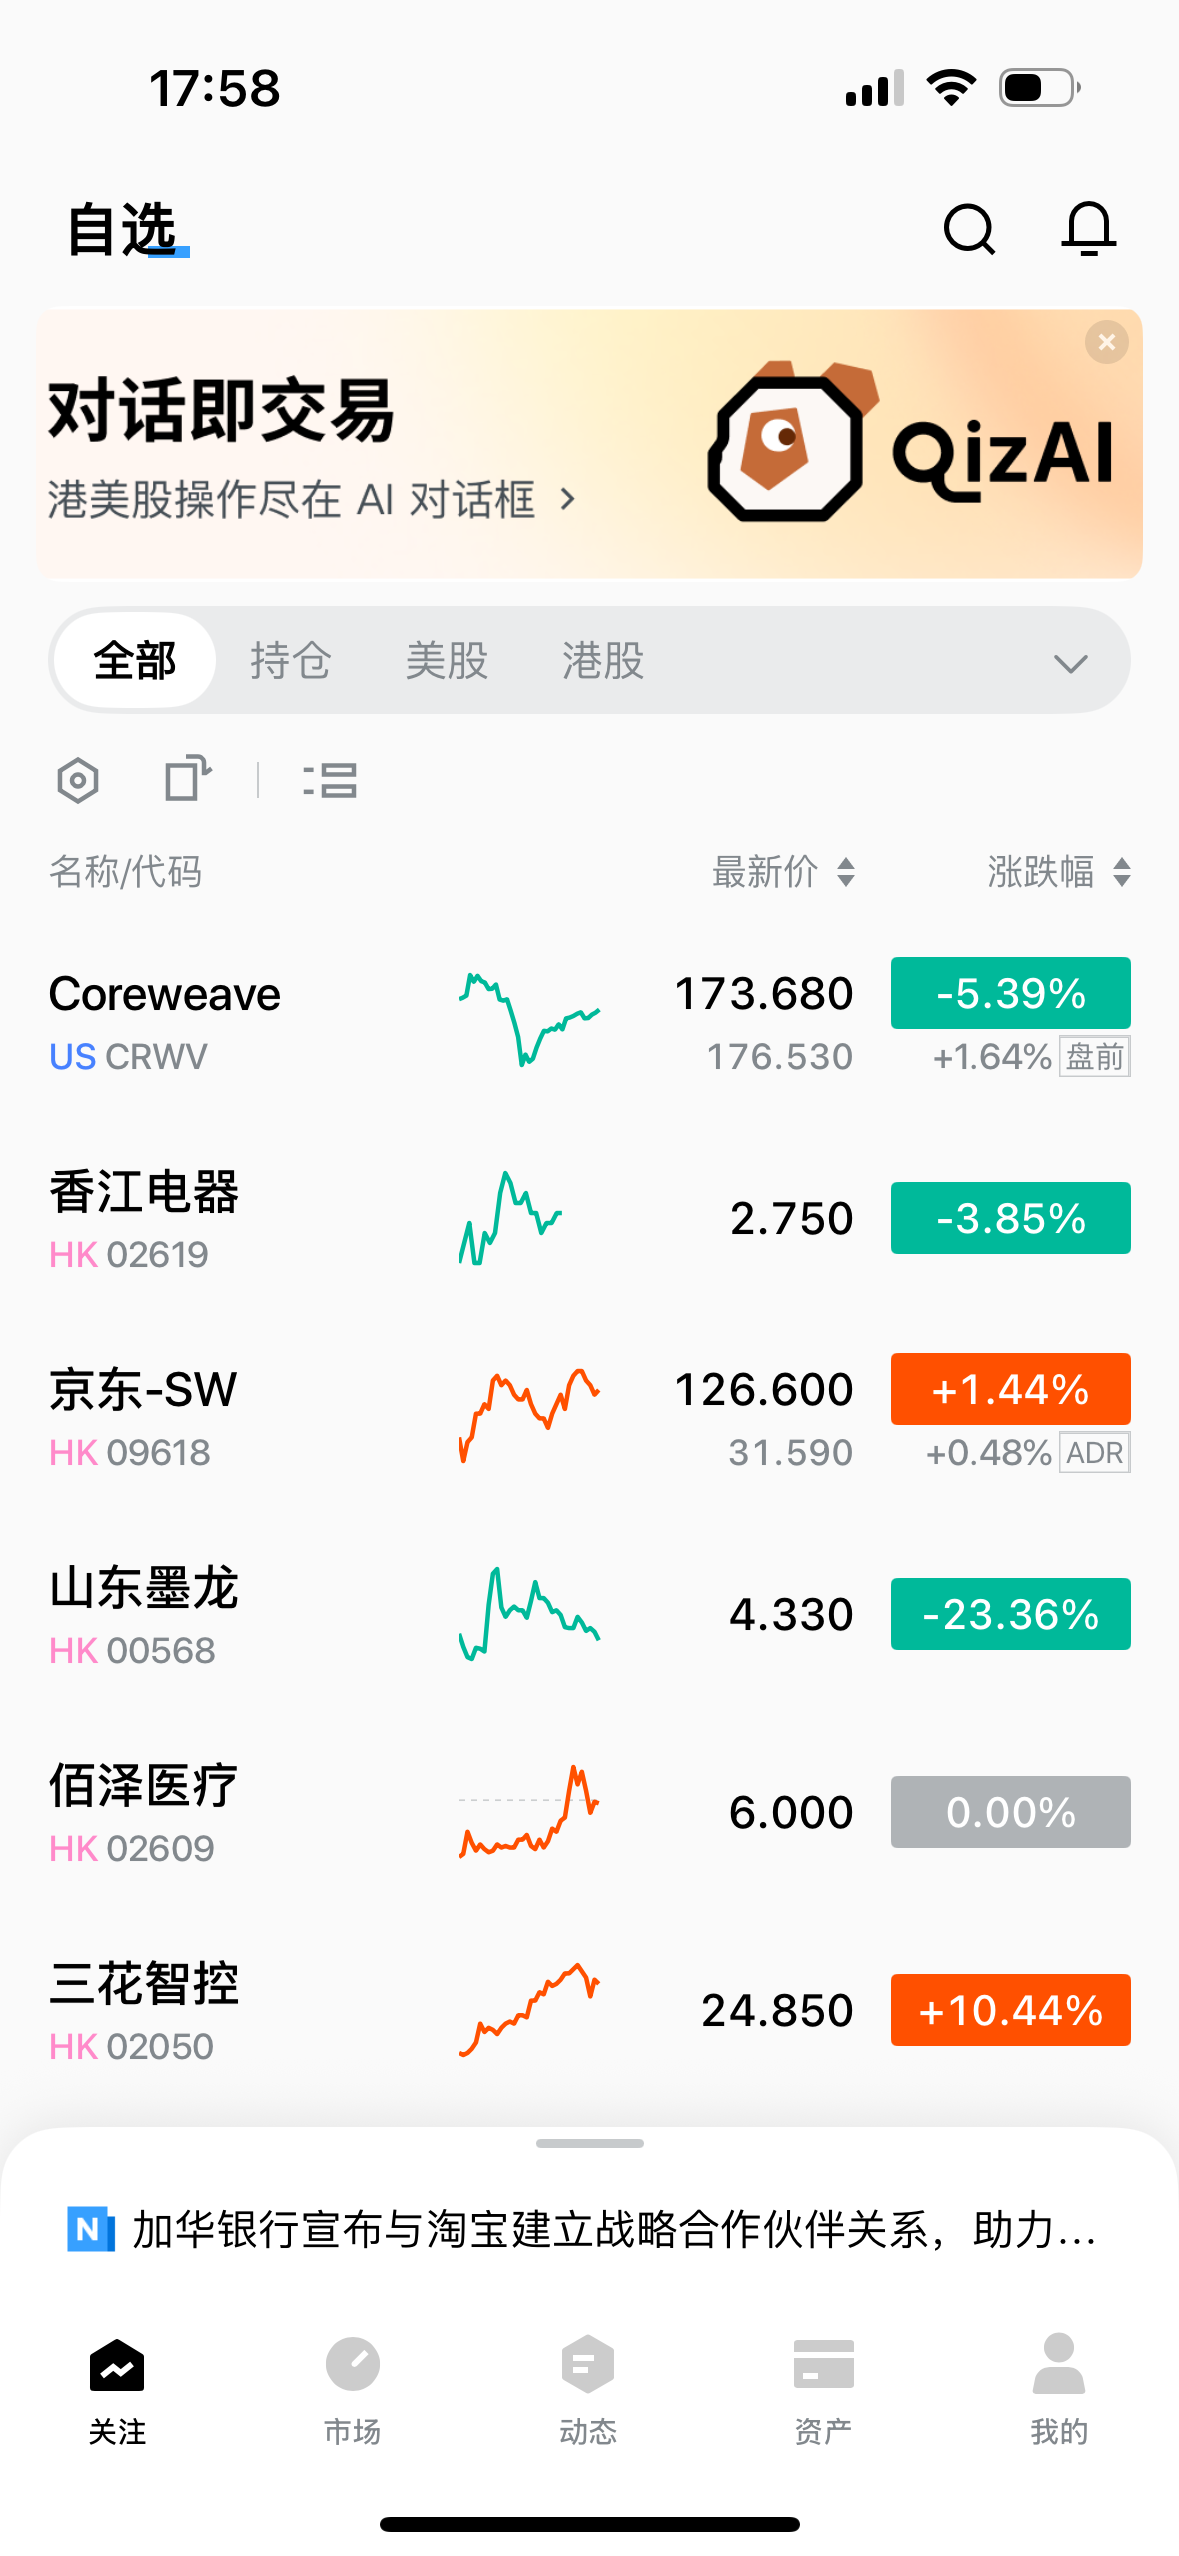 17:58
自选
对话即交易
港美股操作尽在 AI 对话框 >
QizAI
全部 持仓 美股 港股
名称/代码 最新价 涨跌幅
Coreweave 173.680 -5.39%
US CRWV 176.530 +1.64% 盘前
香江电器 2.750 -3.85%
HK 02619
京东-SW 126.600 +1.44%
HK 09618 31.590 +0.48% ADR
山东墨龙 4.330 -23.36%
HK 00568
佰泽医疗 6.000 0.00%
HK 02609
三花智控 24.850 +10.44%
HK 02050
N 加华银行宣布与淘宝建立战略合作伙伴关系，助力...
关注 市场 动态 资产 我的